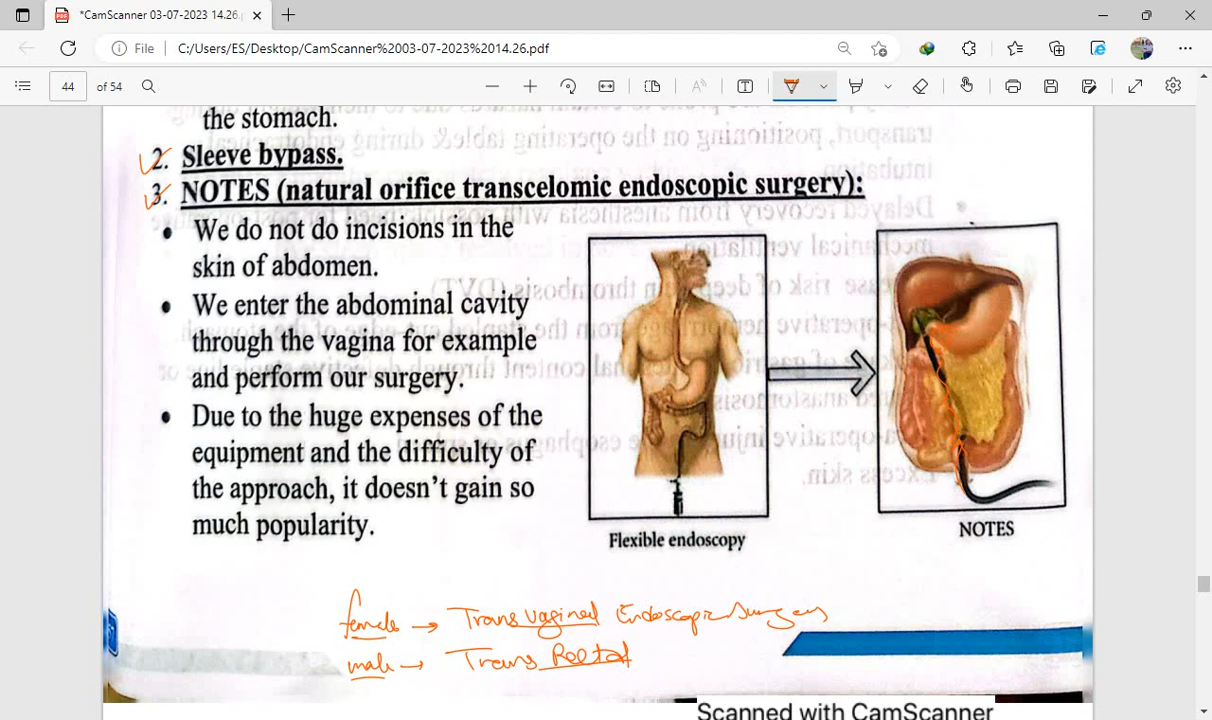 *CamScanner 03-07-2023 14.26.p
File C:/Users/ES/Desktop/CamScanner%2003-07-2023%2014.26.pdf
44 of 54
the stomach.
2. Sleeve bypass.
3. NOTES (natural orifice transcelomic endoscopic surgery):
• We do not do incisions in the
skin of abdomen.
• We enter the abdominal cavity
through the vagina for example
and perform our surgery.
• Due to the huge expenses of the
equipment and the difficulty of
the approach, it doesn't gain so
much popularity.
Flexible endoscopy
NOTES
female → Trans vaginal Endoscopic Surgery
male → Trans Rectal
Scanned with CamScanner